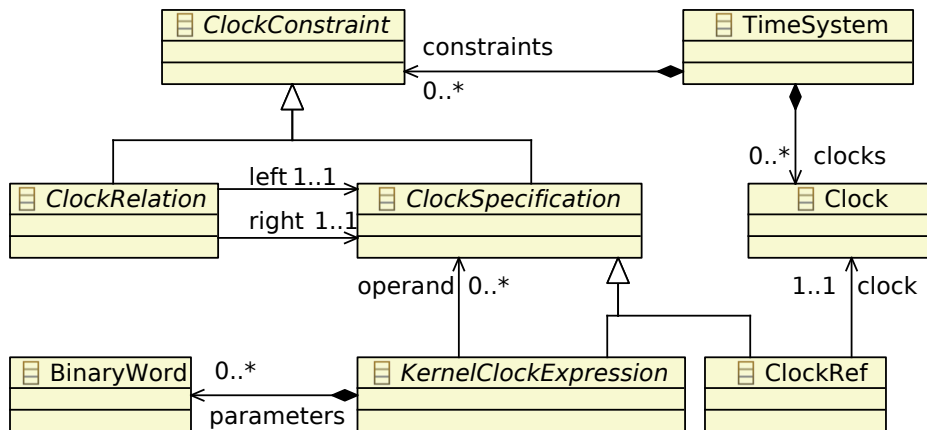 ClockConstraint
TimeSystem
constraints
0..*
0..* clocks
ClockRelation
left 1..1
right 1..1
ClockSpecification
Clock
operand 0..*
1..1 clock
BinaryWord
0..*
parameters
KernelClockExpression
ClockRef